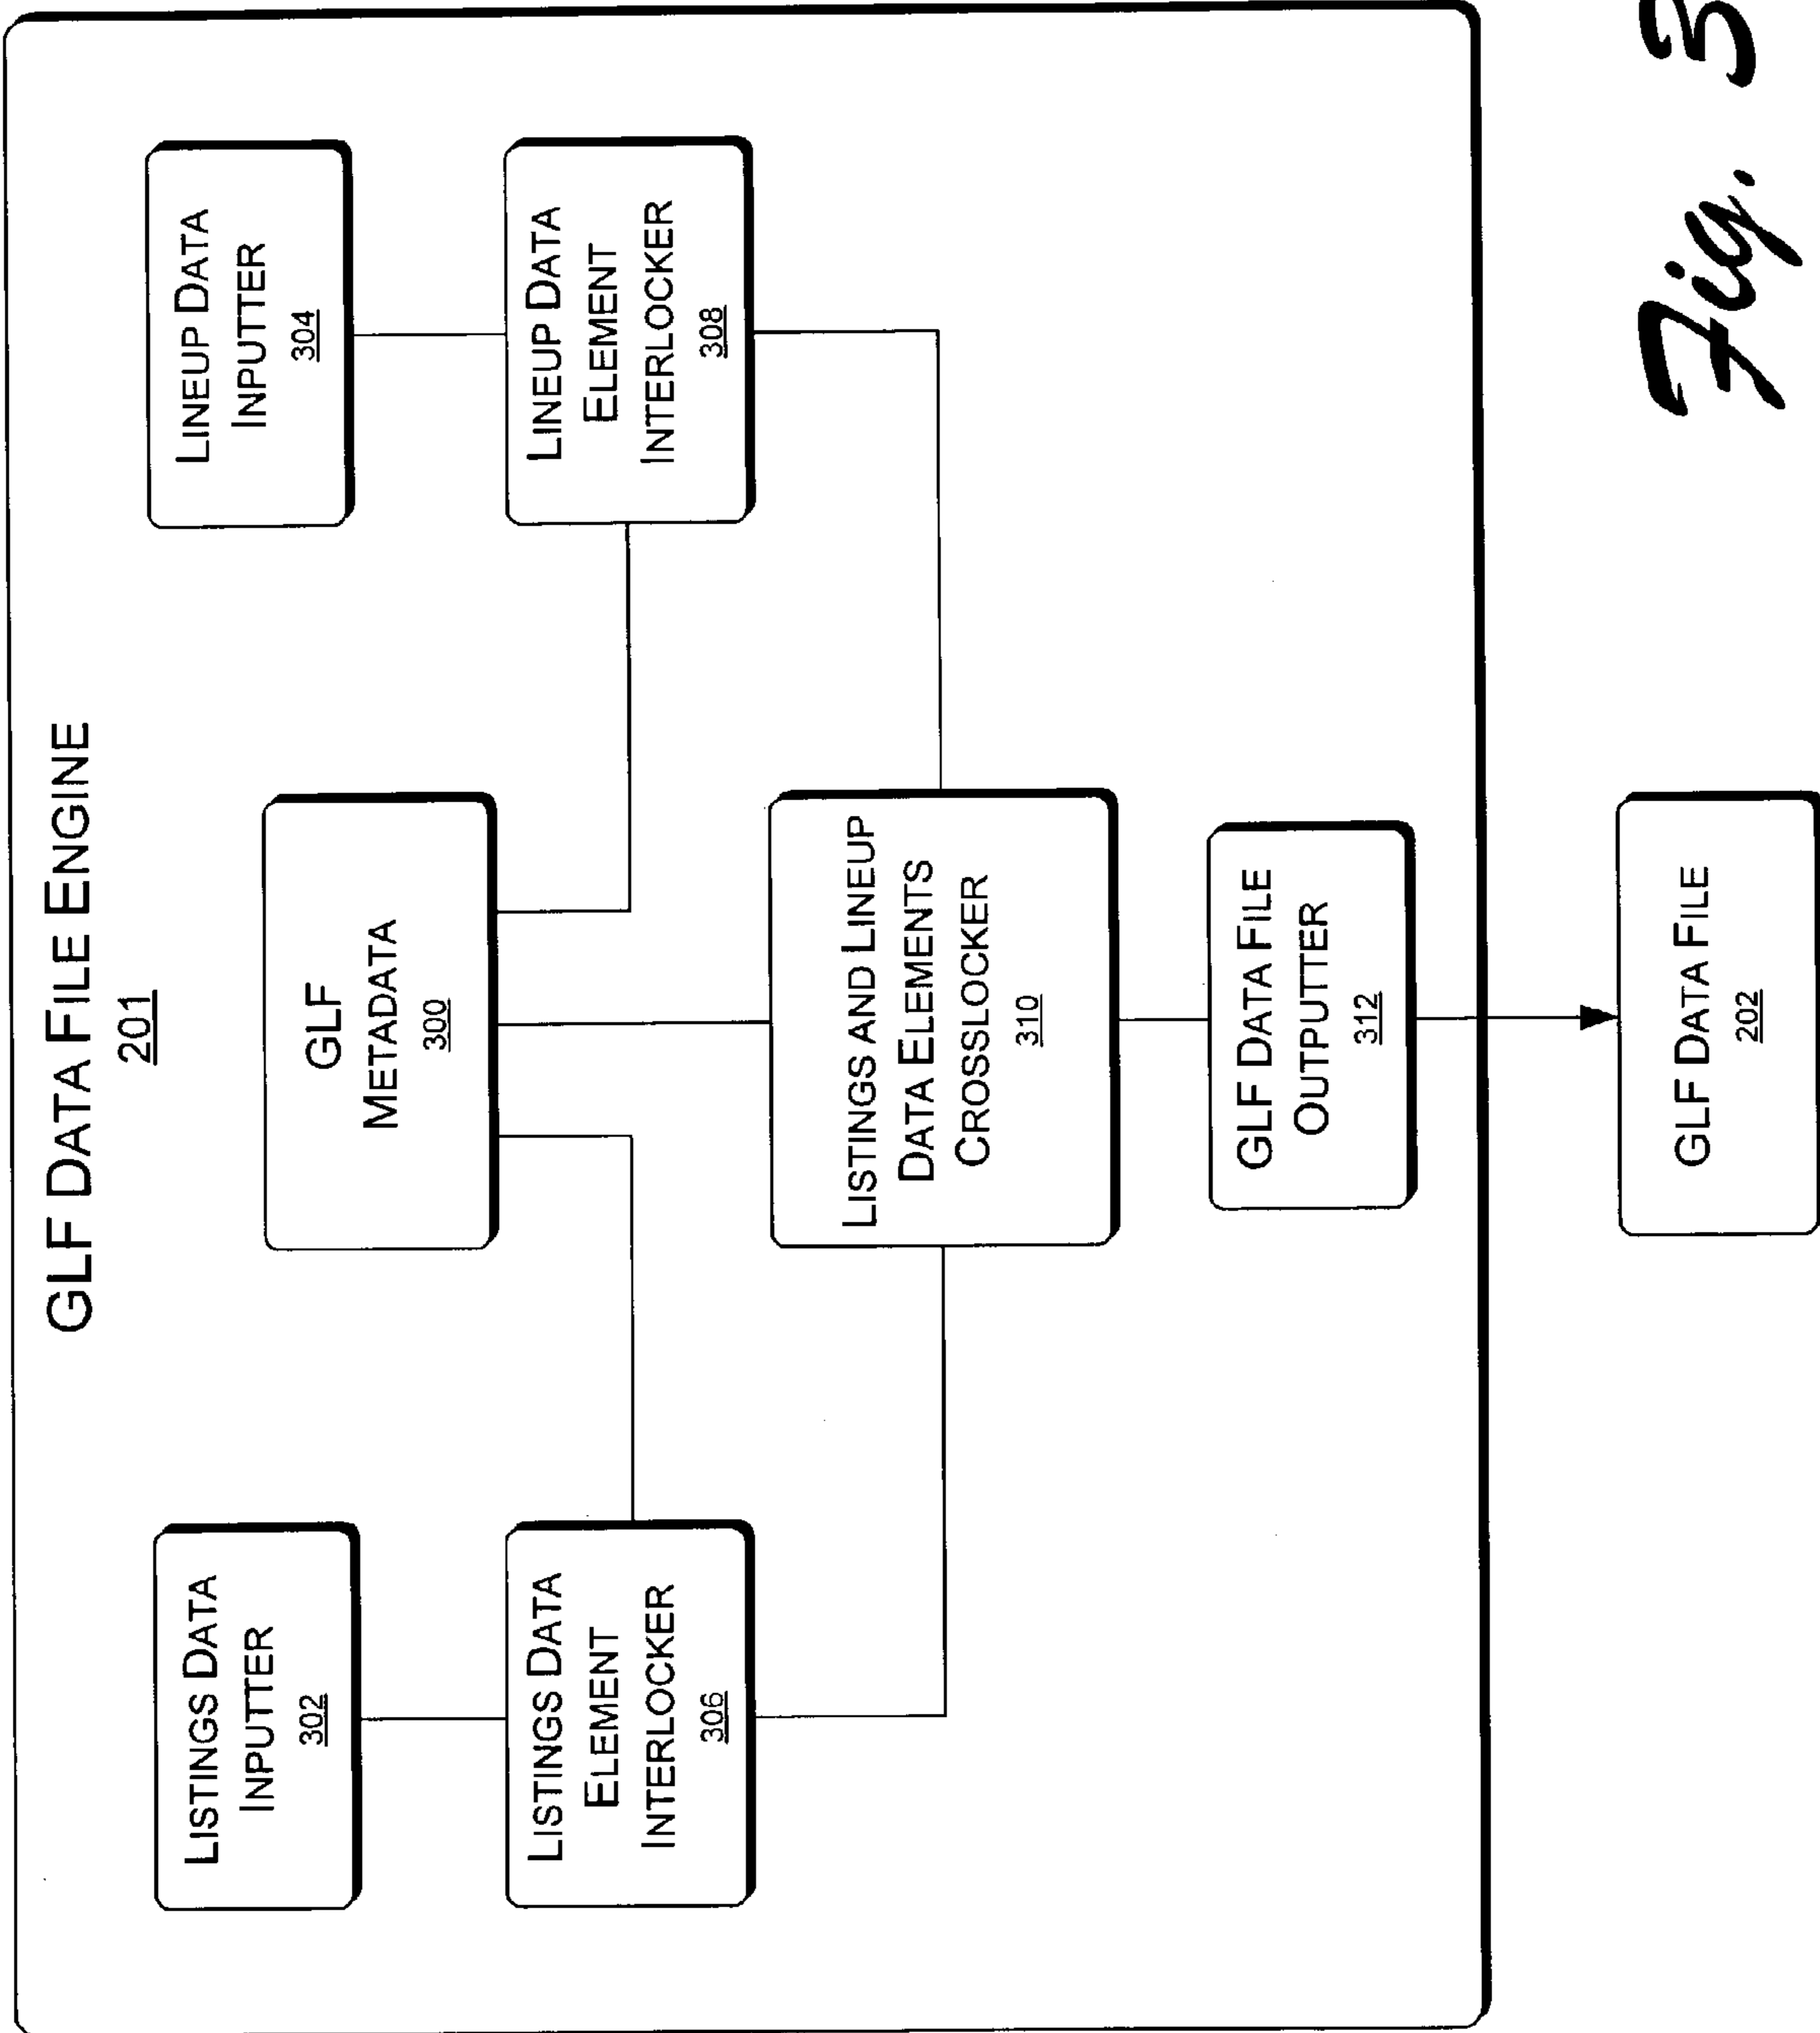 GLF DATA FILE ENGINE
201
LISTINGS DATA
INPUTTER
302
GLF
METADATA
300
LINEUP DATA
INPUTTER
304
LISTINGS DATA
ELEMENT
INTERLOCKER
306
LINEUP DATA
ELEMENT
INTERLOCKER
308
LISTINGS AND LINEUP
DATA ELEMENTS
CROSSLOCKER
310
GLF DATA FILE
OUTPUTTER
312
GLF DATA FILE
202
Fig. 3